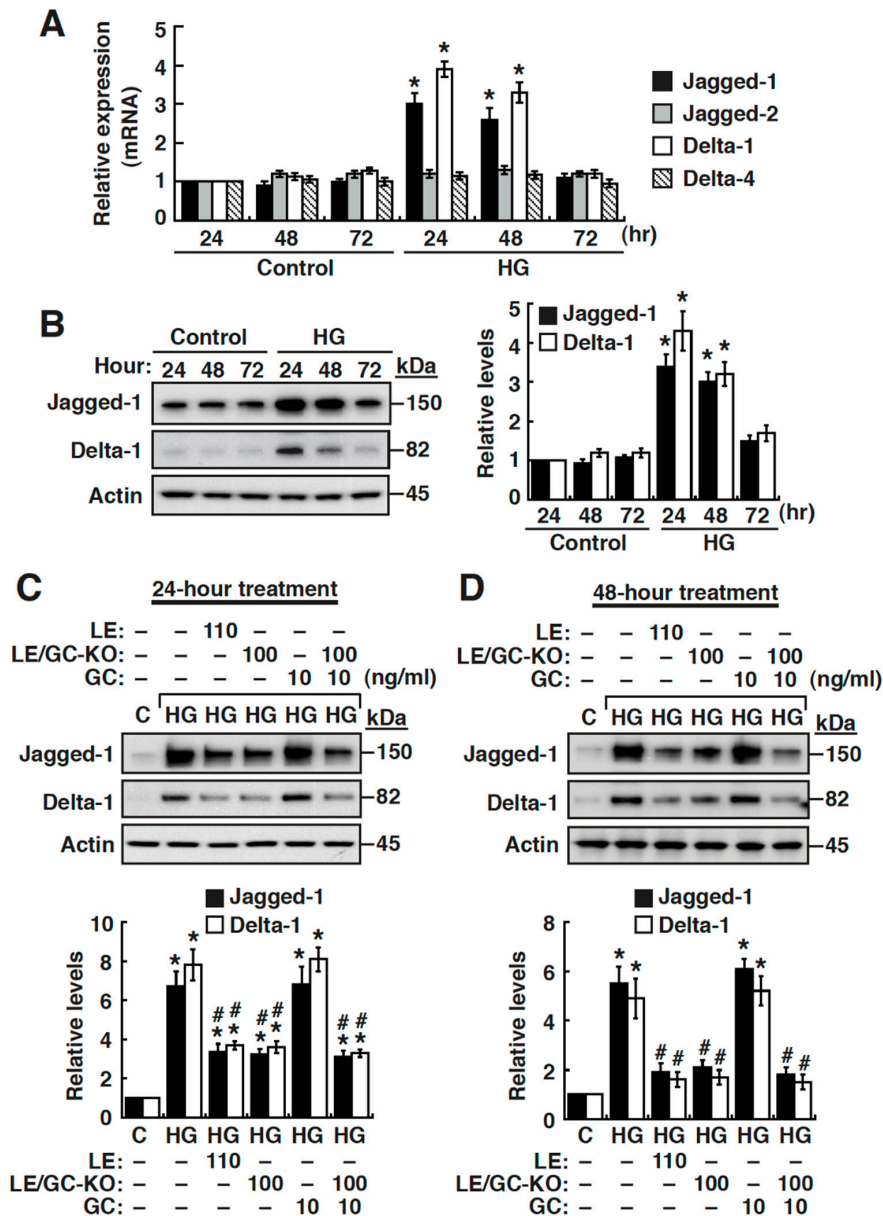 A
Relative expression
(mRNA)
5
4
3
2
1
0
* * * *
Jagged-1
Jagged-2
Delta-1
Delta-4
24 48 72 24 48 72 (hr)
Control HG
B
Control HG
Hour: 24 48 72 24 48 72 kDa
Jagged-1 150
Delta-1 82
Actin 45
Relative levels
5
4
3
2
1
0
Jagged-1
Delta-1
* * * *
24 48 72 24 48 72 (hr)
Control HG
C
24-hour treatment
LE: – – 110 – – –
LE/GC-KO: – – – 100 – 100
GC: – – – – 10 10 (ng/ml)
C HG HG HG HG HG kDa
Jagged-1 150
Delta-1 82
Actin 45
Jagged-1
Delta-1
Relative levels
10
8
6
4
2
0
* * # # # # * * # #
* * * * * *
C HG HG HG HG HG
LE: – – 110 – – –
LE/GC-KO: – – – 100 – 100
GC: – – – – 10 10
D
48-hour treatment
LE: – – 110 – – –
LE/GC-KO: – – – 100 – 100
GC: – – – – 10 10 (ng/ml)
C HG HG HG HG HG kDa
Jagged-1 150
Delta-1 82
Actin 45
Jagged-1
Delta-1
Relative levels
8
6
4
2
0
* * # # # # * * # #
C HG HG HG HG HG
LE: – – 110 – – –
LE/GC-KO: – – – 100 – 100
GC: – – – – 10 10